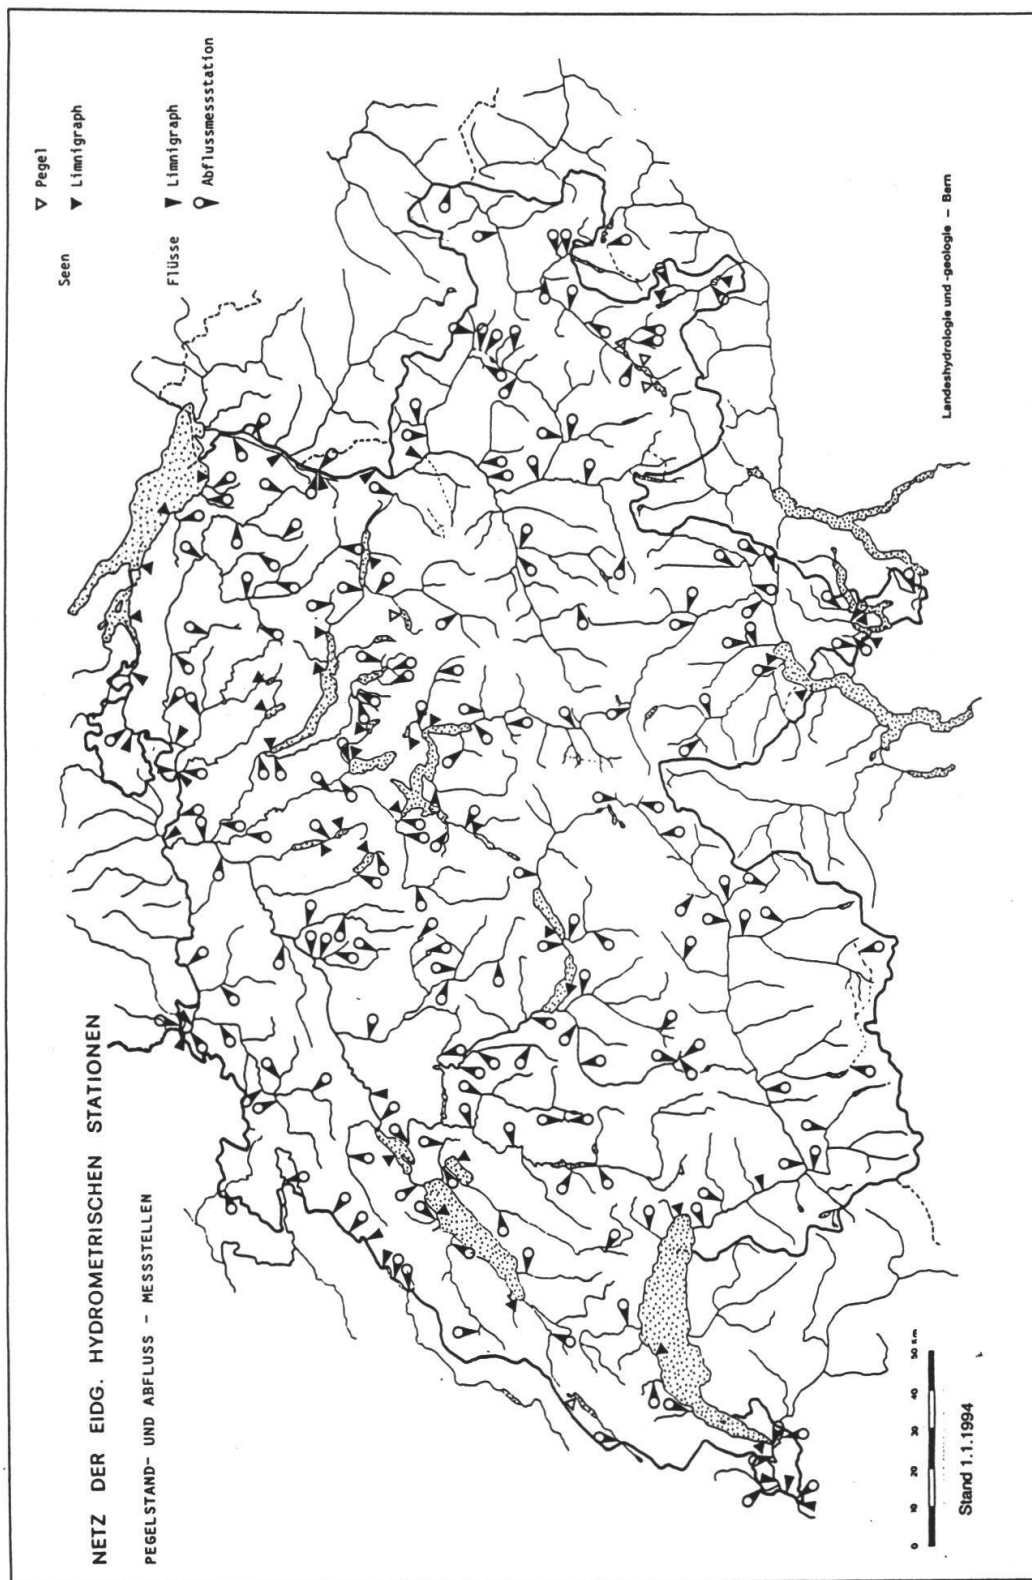 NETZ DER EIDG. HYDROMETRISCHEN STATIONEN
PEGELSTAND- UND ABFLUSS - MESSSTELLEN
Seen
Pegel
Limnigraph
Flüsse
Limnigraph
Abflussmessstation
0 10 20 30 40 50 km
Stand 1.1.1994
Landeshydrologie und -geologie – Bern